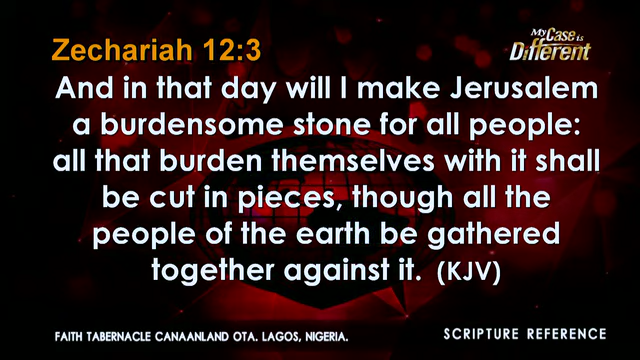 Zechariah 12:3
My Case is
Different
And in that day will I make Jerusalem
a burdensome stone for all people:
all that burden themselves with it shall
be cut in pieces, though all the
people of the earth be gathered
together against it. (KJV)
FAITH TABERNACLE CANAANLAND OTA. LAGOS, NIGERIA.
SCRIPTURE REFERENCE